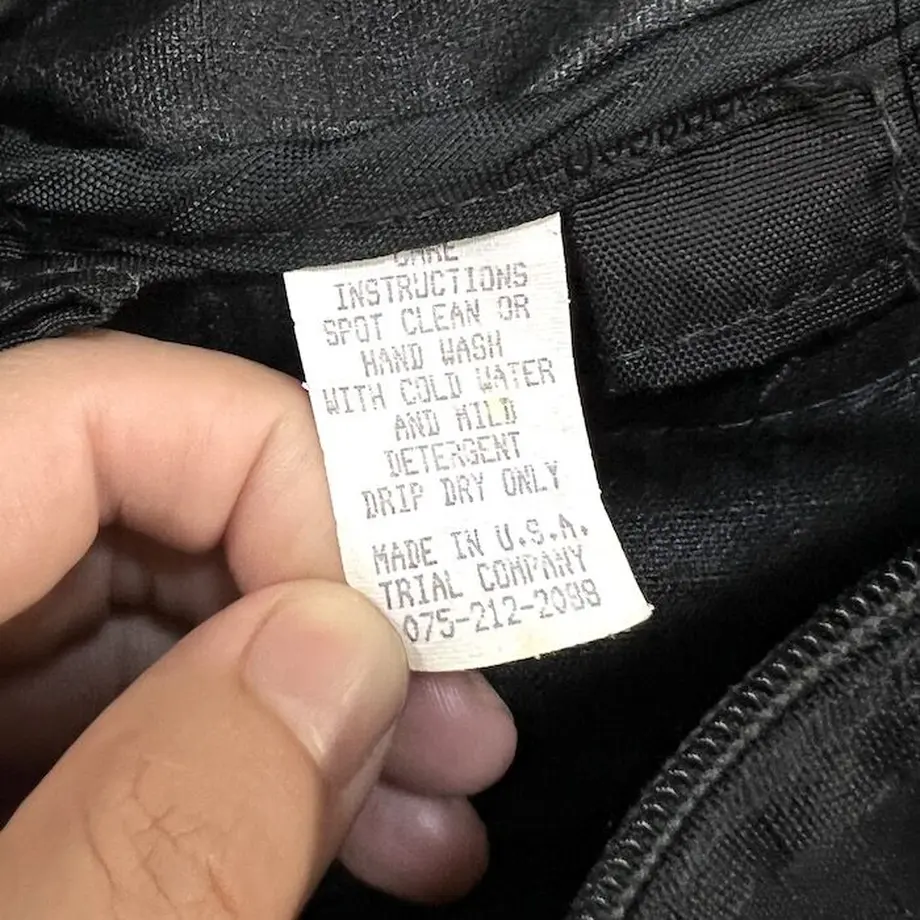 CARE
INSTRUCTIONS
SPOT CLEAN OR
HAND WASH
WITH COLD WATER
AND MILD
DETERGENT
DRIP DRY ONLY
MADE IN U.S.A.
TRIAL COMPANY
075-212-2098